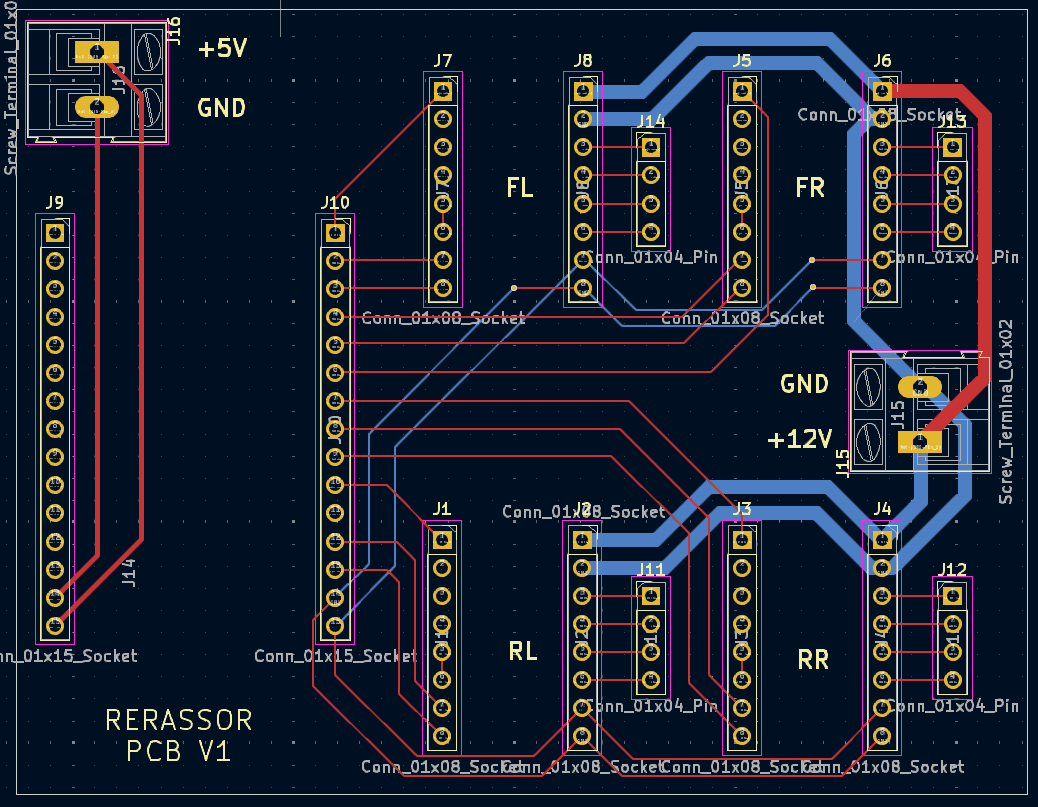 J16
+5V
GND
Screw_Terminal_01x0
J7
J8
J5
J6
J14
J13
Conn_01x08_Socket
FL
FR
J9
J10
Conn_01x04_Pin
Conn_01x04_Pin
Conn_01x08_Socket
Conn_01x08_Socket
GND
+12V
J15
J15
Screw_Terminal_01x02
J1
J2
J3
J4
Conn_01x08_Socket
J11
J12
J14
RL
RR
nn_01x15_Socket
Conn_01x15_Socket
Conn_01x04_Pin
Conn_01x04_Pin
RERASSOR
PCB V1
Conn_01x08_Socket
Conn_01x08_Socket
Conn_01x08_Socket
Conn_01x08_Socket